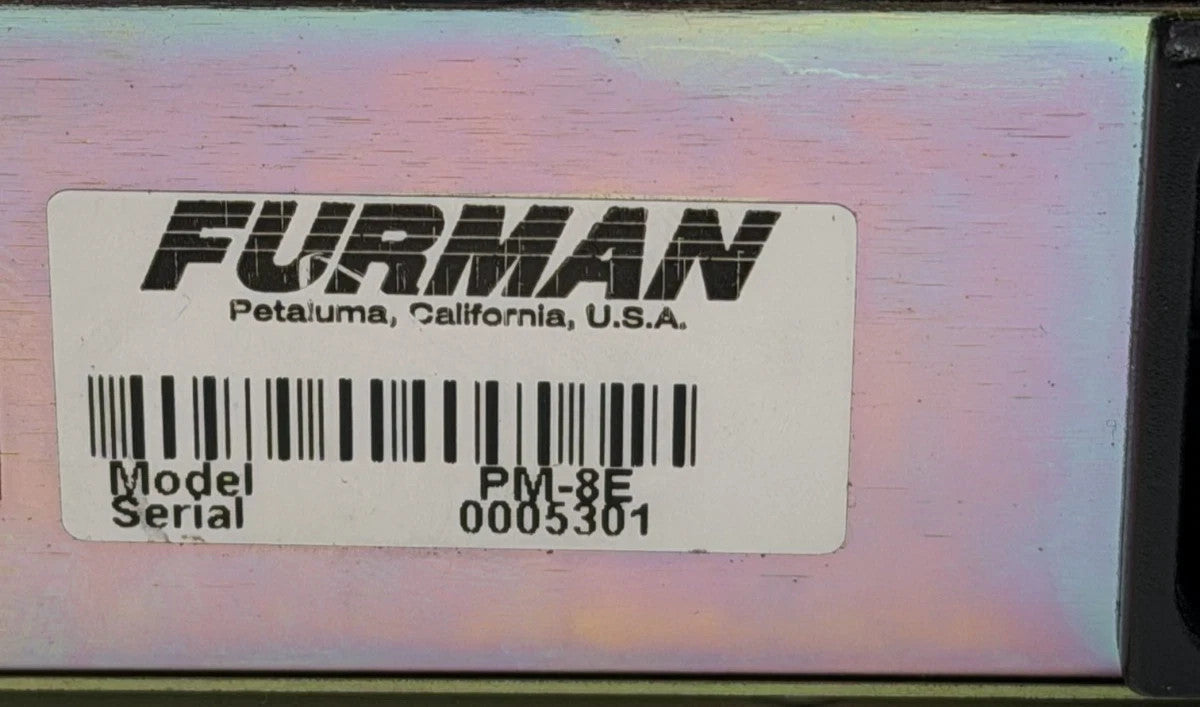 FURMAN
Petaluma, California, U.S.A.
Model PM-8E
Serial 0005301